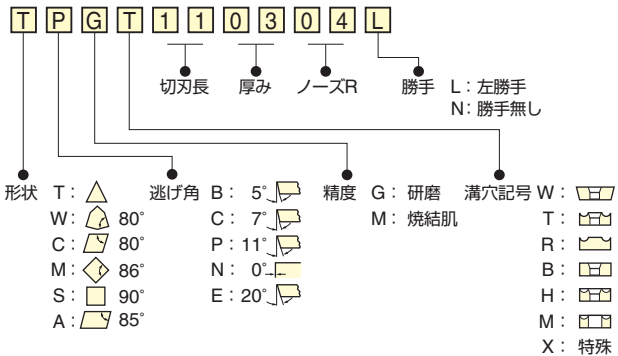 T P G T 1 1 0 3 0 4 L
切刃長 厚み ノーズR 勝手 L：左勝手
N：勝手無し
形状 T： 逃げ角 B： 5° 精度 G：研磨 溝穴記号 W：
W： 80° C： 7° M：焼結肌 T：
C： 80° P：11° R：
M： 86° N： 0° B：
S： 90° E：20° H：
A： 85° M：
X：特殊